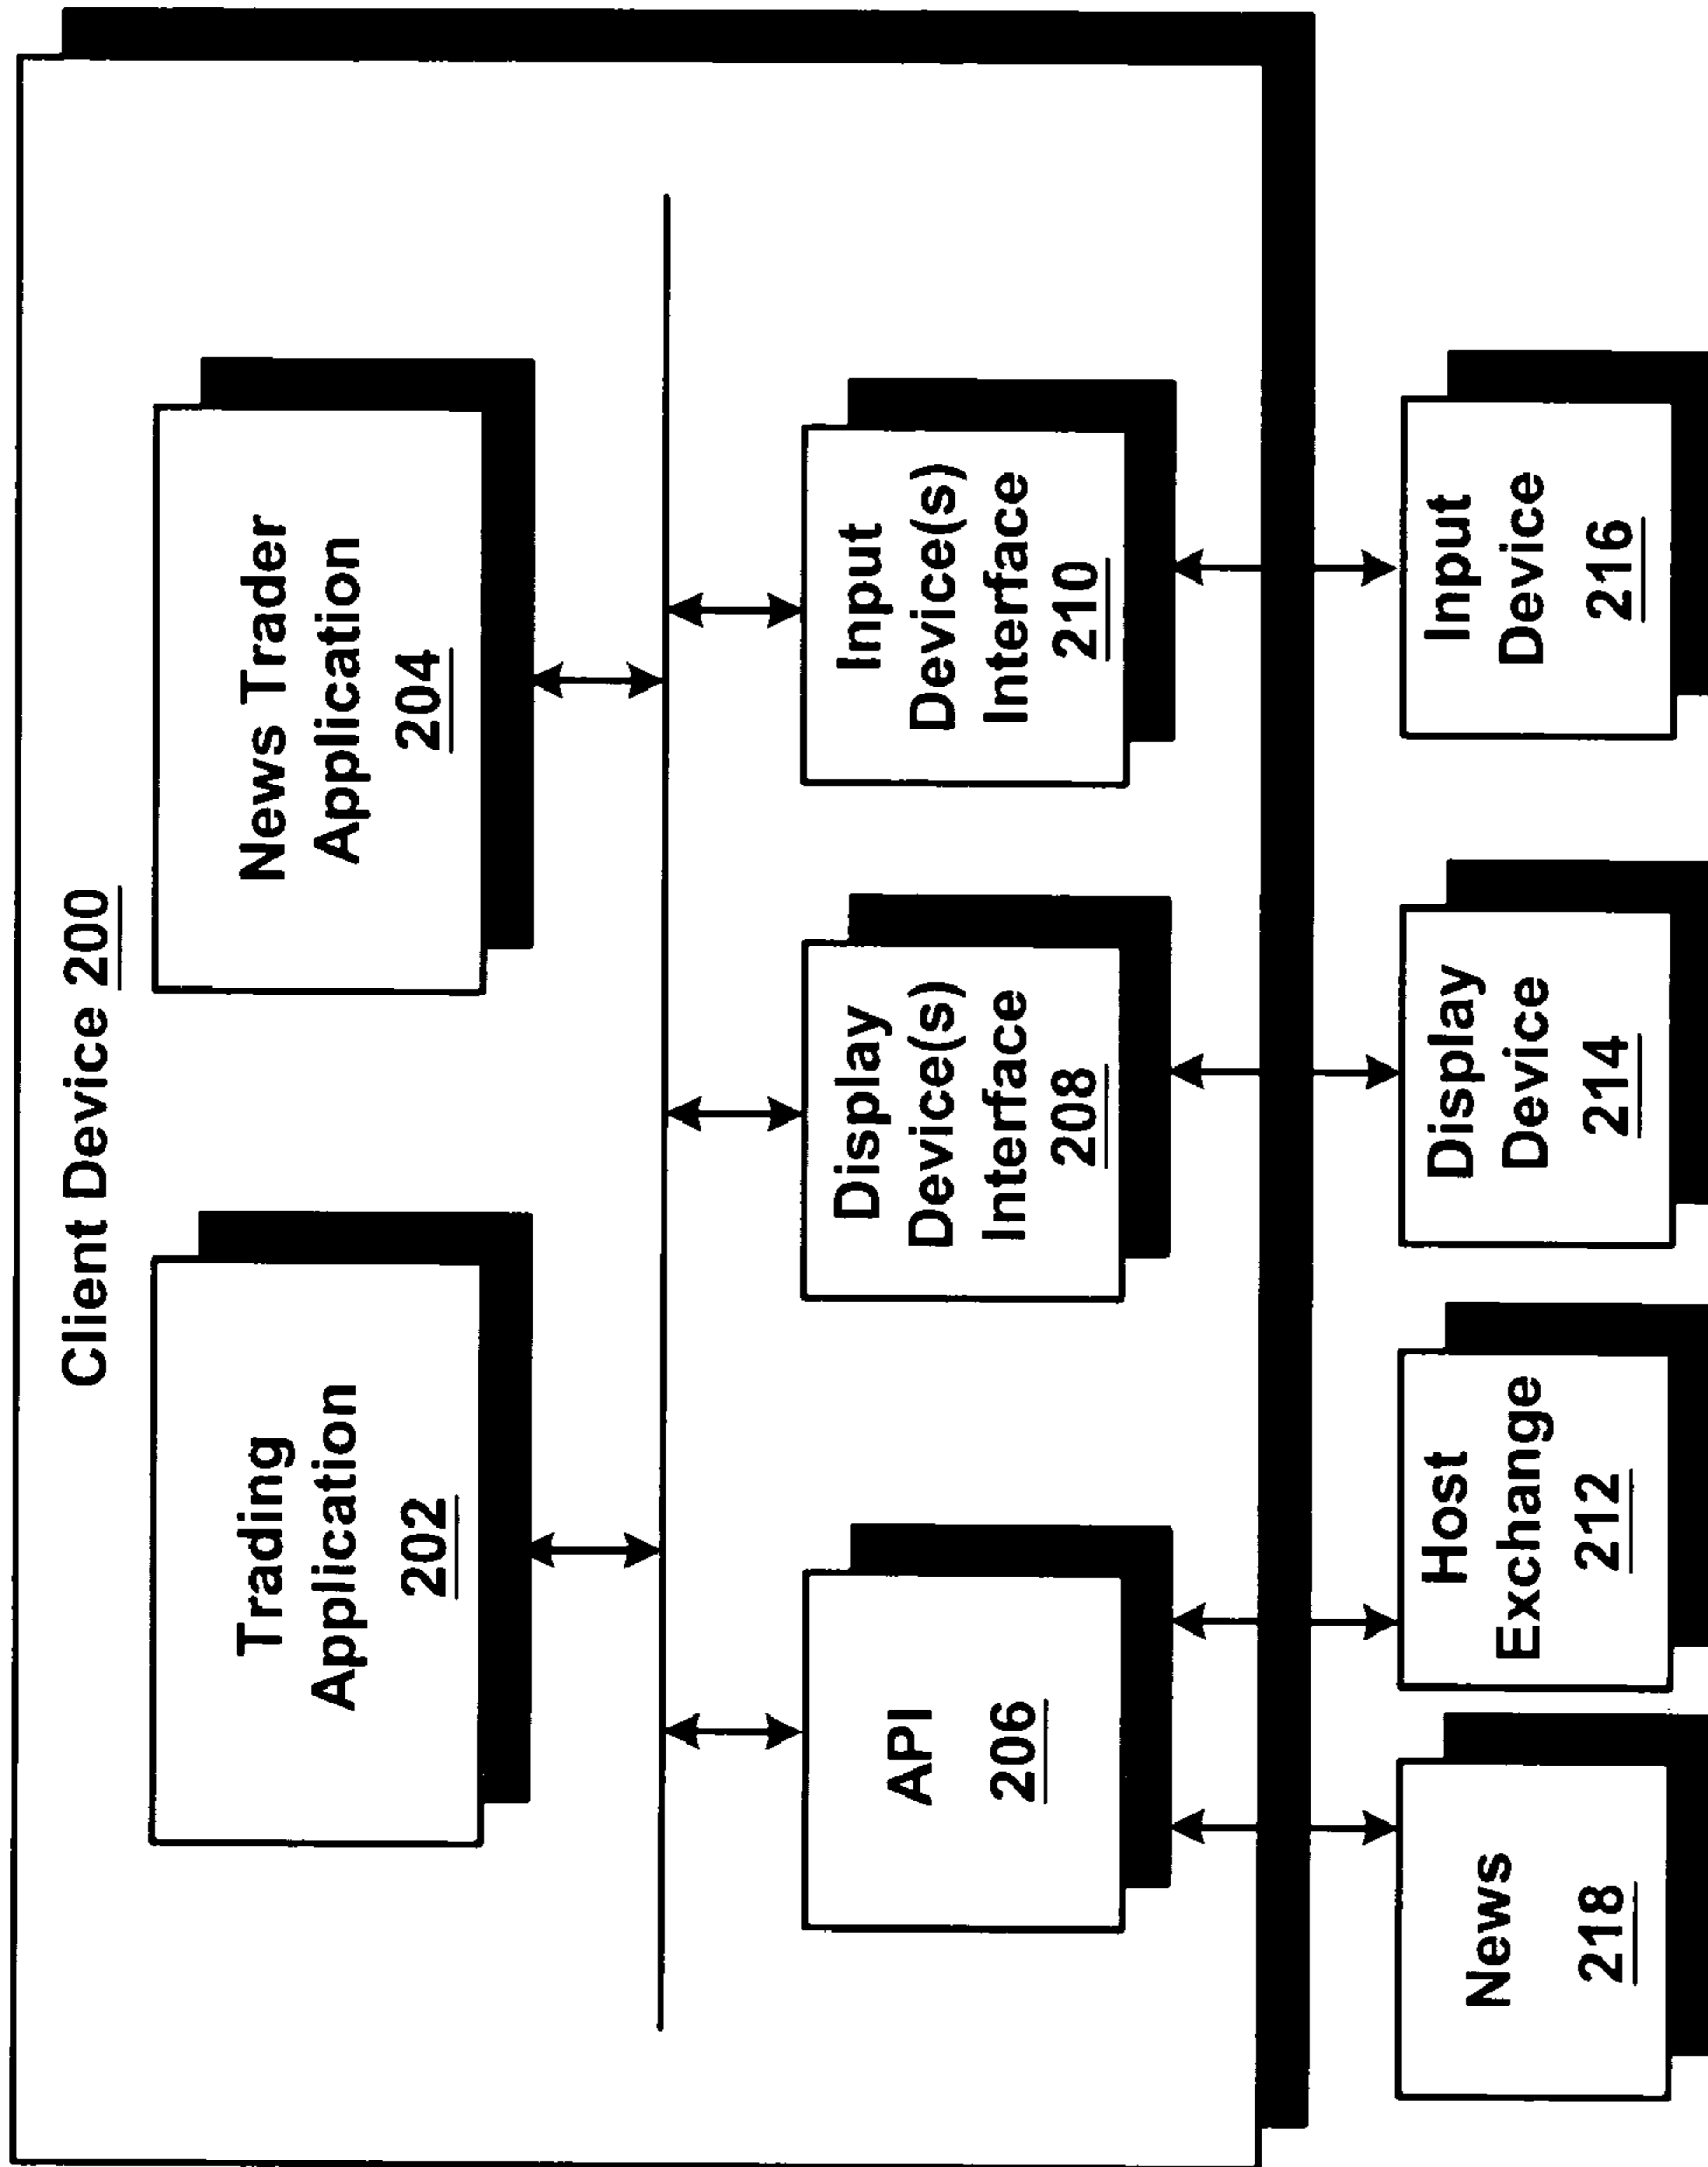 Client Device 200
Trading
Application
202
News Trader
Application
204
API
206
Display
Device(s)
Interface
208
Input
Device(s)
Interface
210
News
218
Host
Exchange
212
Display
Device
214
Input
Device
216